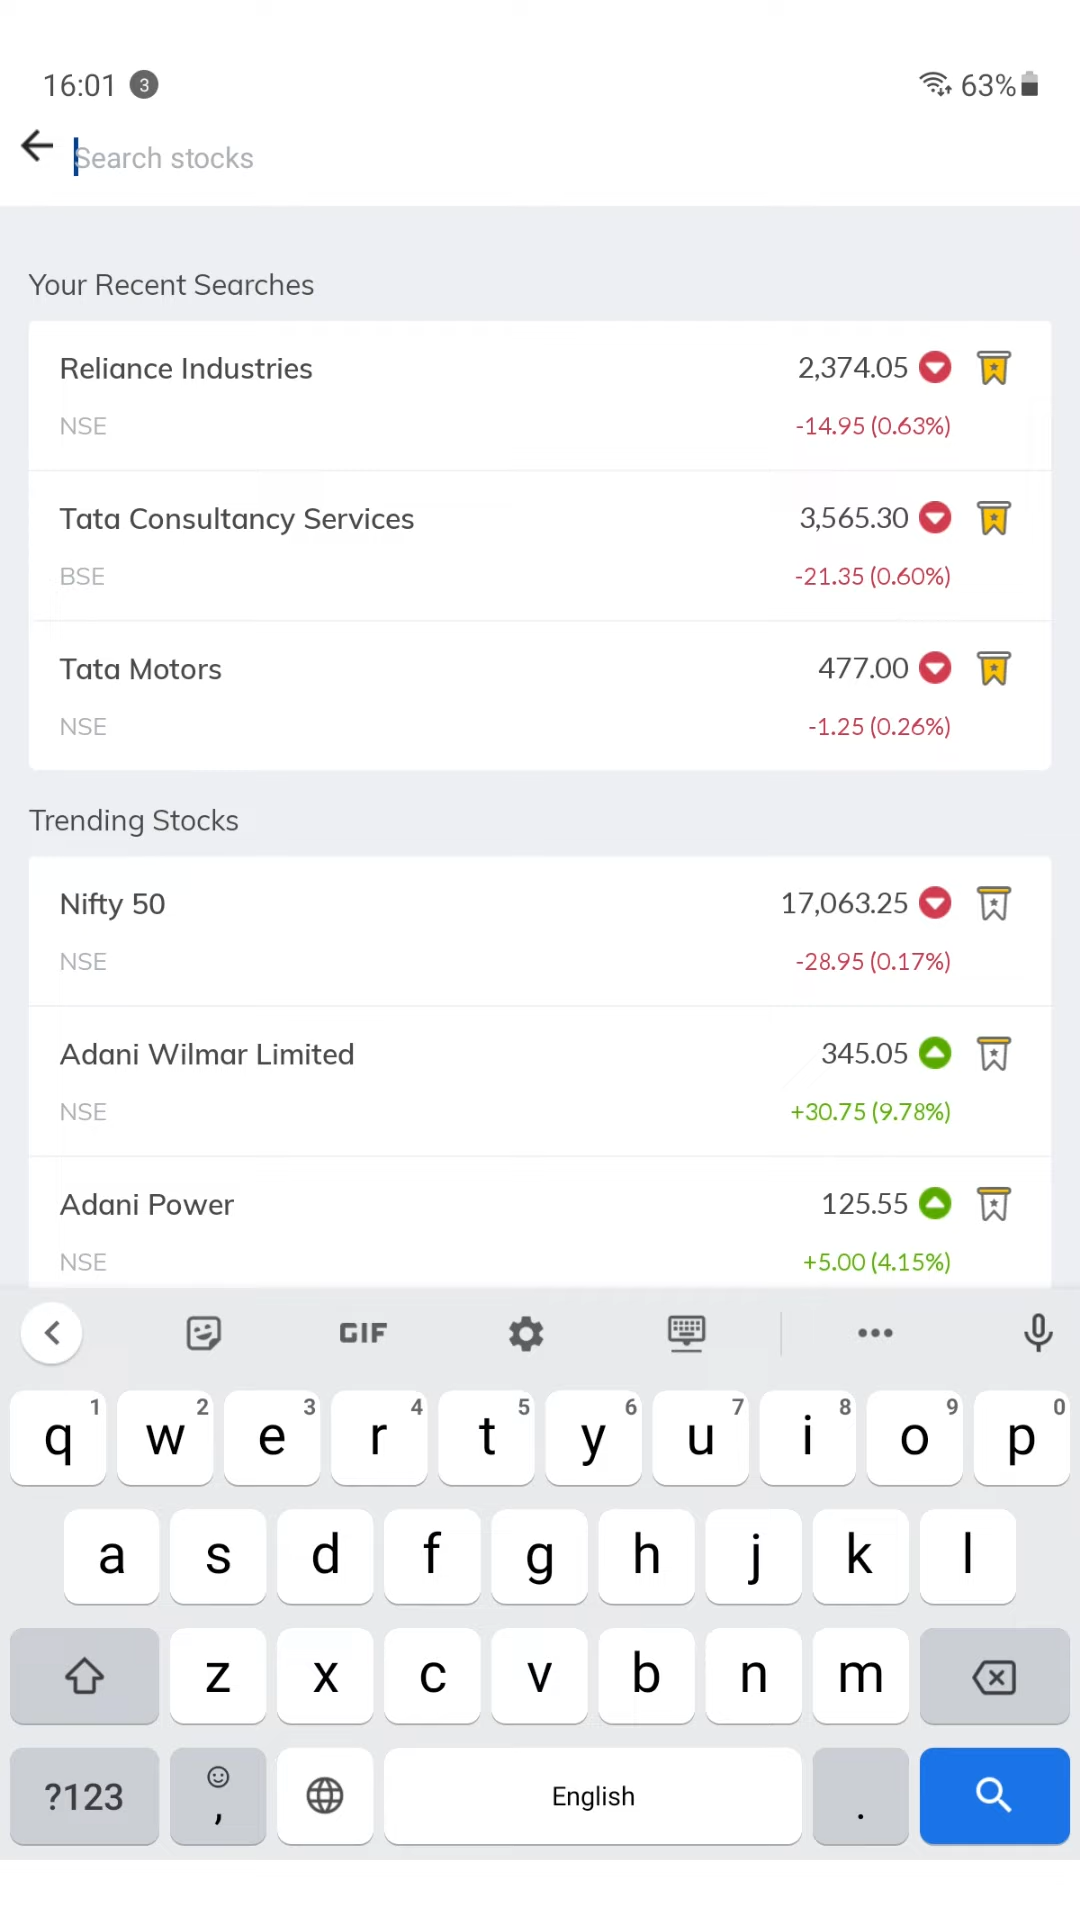 16:01 3 63%
Search stocks
Your Recent Searches
Reliance Industries 2,374.05
NSE -14.95 (0.63%)
Tata Consultancy Services 3,565.30
BSE -21.35 (0.60%)
Tata Motors 477.00
NSE -1.25 (0.26%)
Trending Stocks
Nifty 50 17,063.25
NSE -28.95 (0.17%)
Adani Wilmar Limited 345.05
NSE +30.75 (9.78%)
Adani Power 125.55
NSE +5.00 (4.15%)
GIF
q 1 w 2 e 3 r 4 t 5 y 6 u 7 i 8 o 9 p 0
a s d f g h j k l
z x c v b n m
?123 , English .